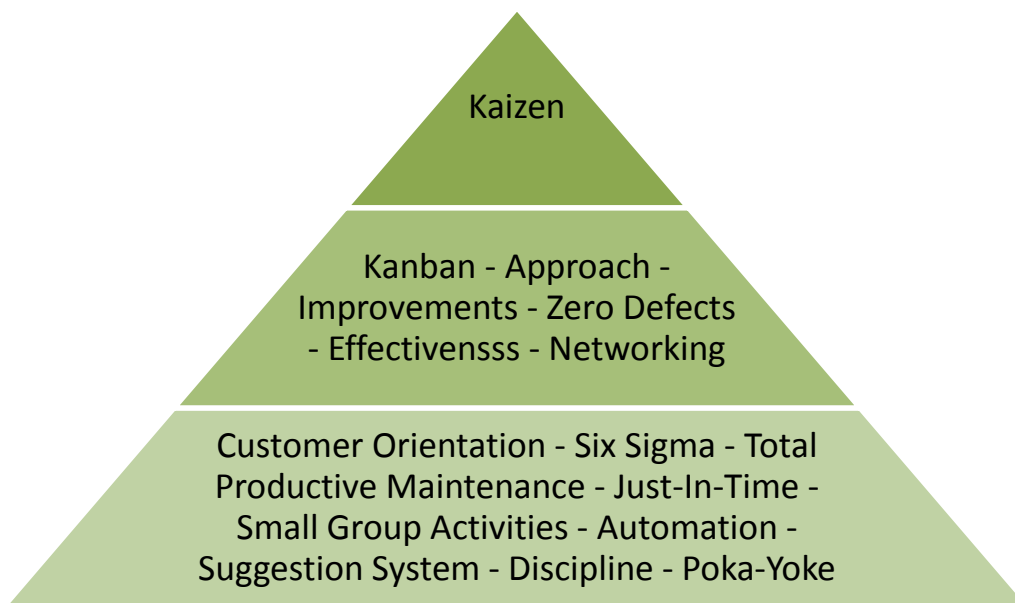 Kaizen
Kanban - Approach -
Improvements - Zero Defects
- Effectivensss - Networking
Customer Orientation - Six Sigma - Total
Productive Maintenance - Just-In-Time -
Small Group Activities - Automation -
Suggestion System - Discipline - Poka-Yoke